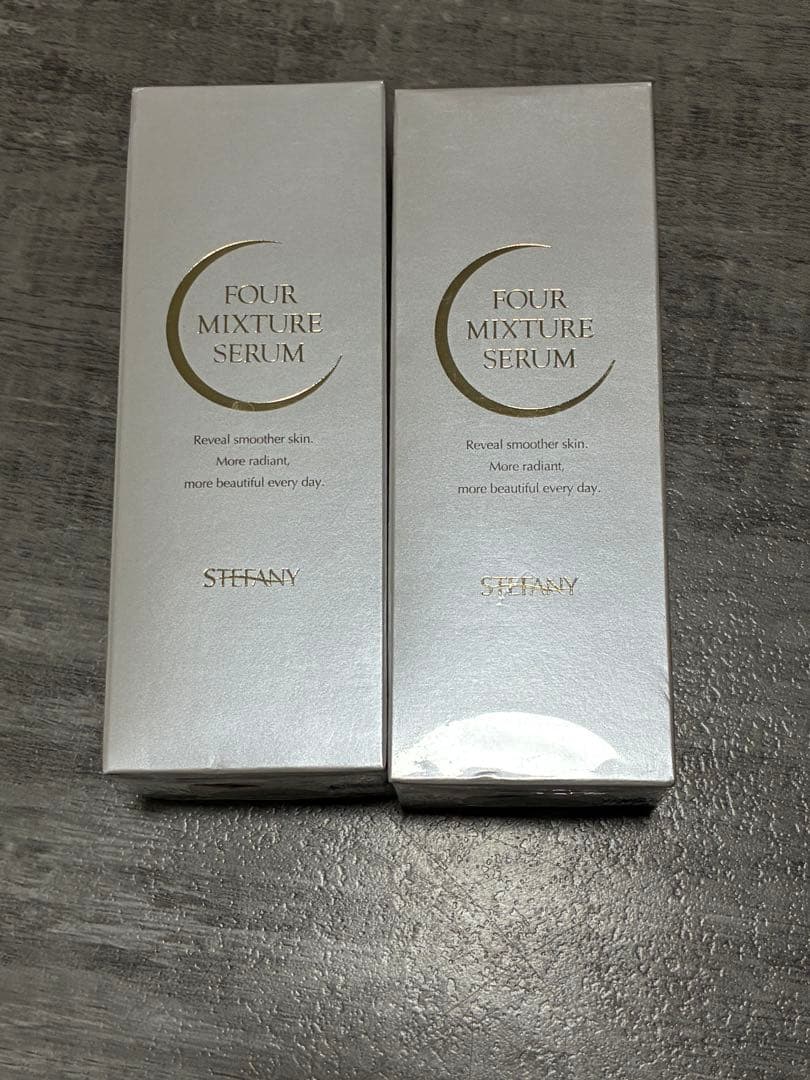 FOUR
MIXTURE
SERUM
Reveal smoother skin.
More radiant,
more beautiful every day.
STEFANY
FOUR
MIXTURE
SERUM
Reveal smoother skin.
More radiant,
more beautiful every day.
STEFANY